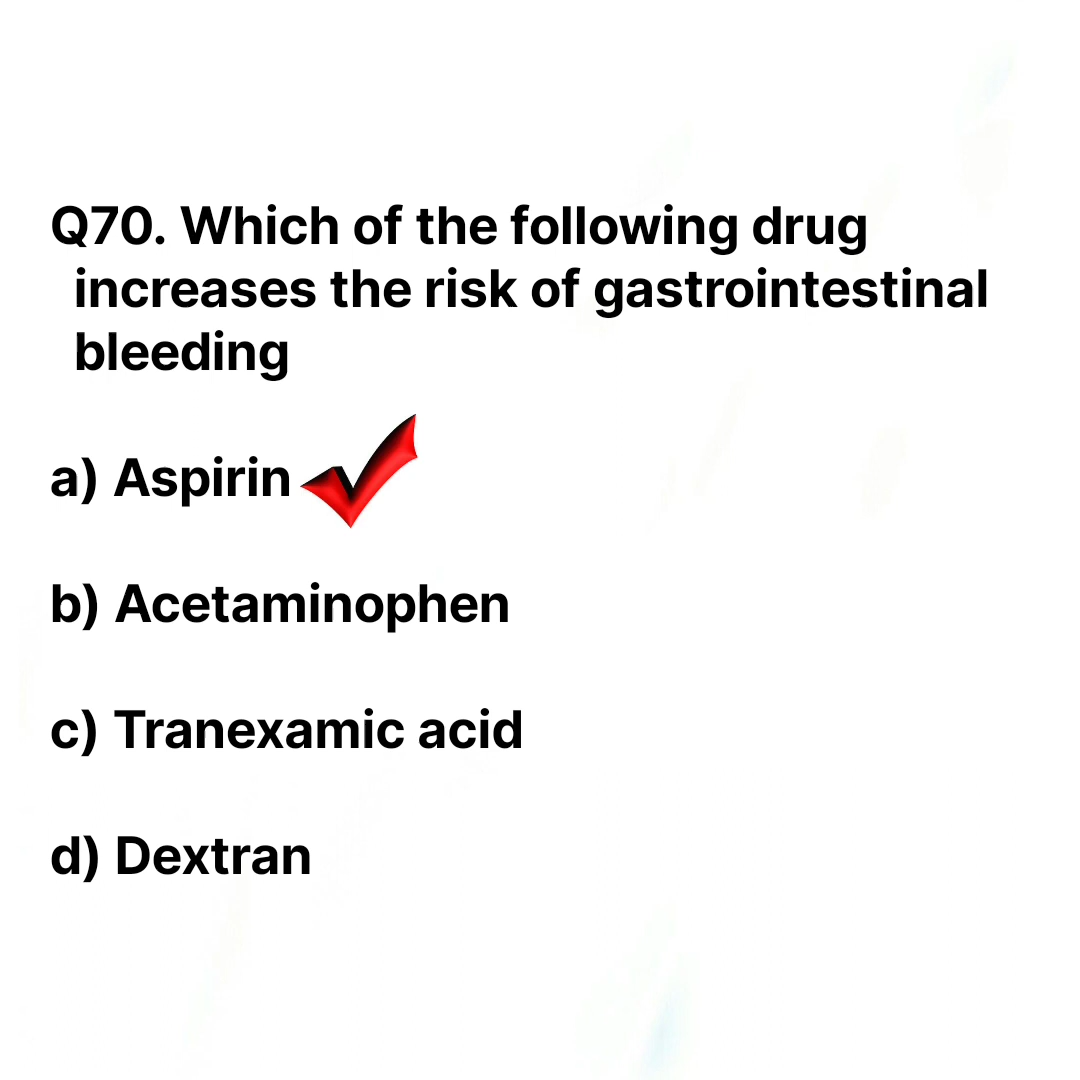 Q70. Which of the following drug
increases the risk of gastrointestinal
bleeding
a) Aspirin
b) Acetaminophen
c) Tranexamic acid
d) Dextran